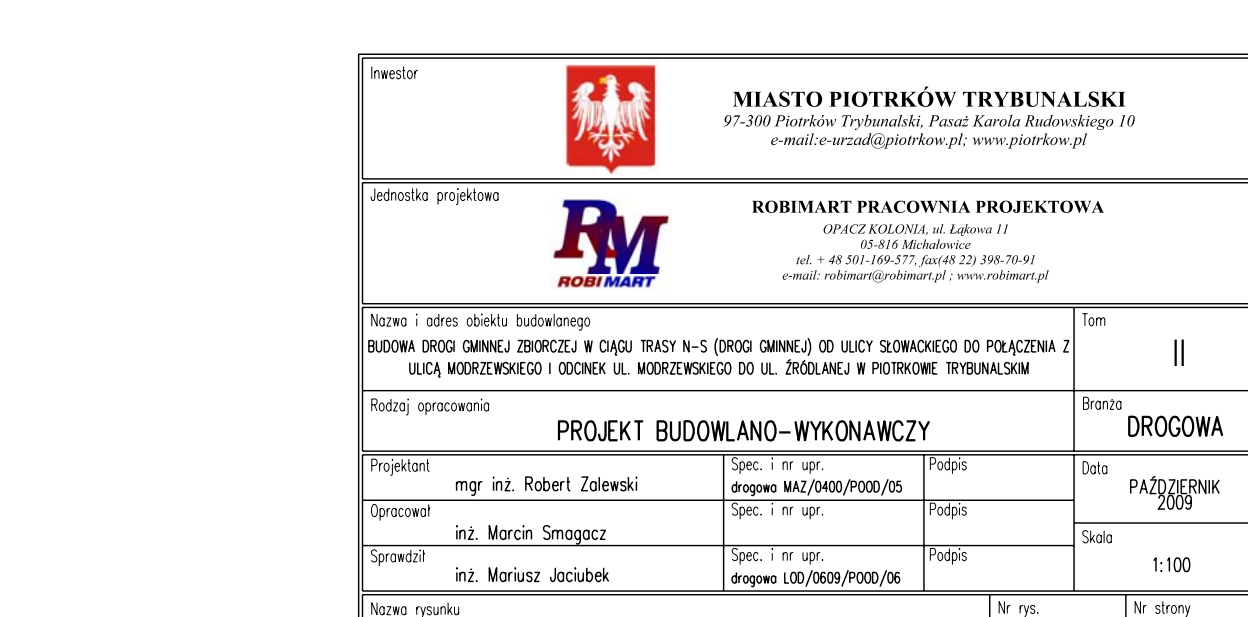 Inwestor
MIASTO PIOTRKÓW TRYBUNALSKI
97-300 Piotrków Trybunalski, Pasaż Karola Rudowskiego 10
e-mail:e-urzad@piotrkow.pl; www.piotrkow.pl
Jednostka projektowa
RM
ROBIMART
ROBIMART PRACOWNIA PROJEKTOWA
OPACZ KOLONIA, ul. Łąkowa 11
05-816 Michałowice
tel. + 48 501-169-577, fax(48 22) 398-70-91
e-mail: robimart@robimart.pl ; www.robimart.pl
Nazwa i adres obiektu budowlanego
BUDOWA DROGI GMINNEJ ZBIORCZEJ W CIĄGU TRASY N-S (DROGI GMINNEJ) OD ULICY SŁOWACKIEGO DO POŁĄCZENIA Z
ULICĄ MODRZEWSKIEGO I ODCINEK UL. MODRZEWSKIEGO DO UL. ŹRÓDLANEJ W PIOTRKOWIE TRYBUNALSKIM
Tom
II
Rodzaj opracowania
PROJEKT BUDOWLANO-WYKONAWCZY
Branża
DROGOWA
Projektant
mgr inż. Robert Zalewski
Spec. i nr upr.
drogowa MAZ/0400/POOD/05
Podpis
Data
PAŹDZIERNIK
2009
Opracował
inż. Marcin Smagacz
Spec. i nr upr.
Podpis
Sprawdził
inż. Mariusz Jaciubek
Spec. i nr upr.
drogowa LOD/0609/POOD/06
Podpis
Skala
1:100
Nazwa rysunku
Nr rys.
Nr strony